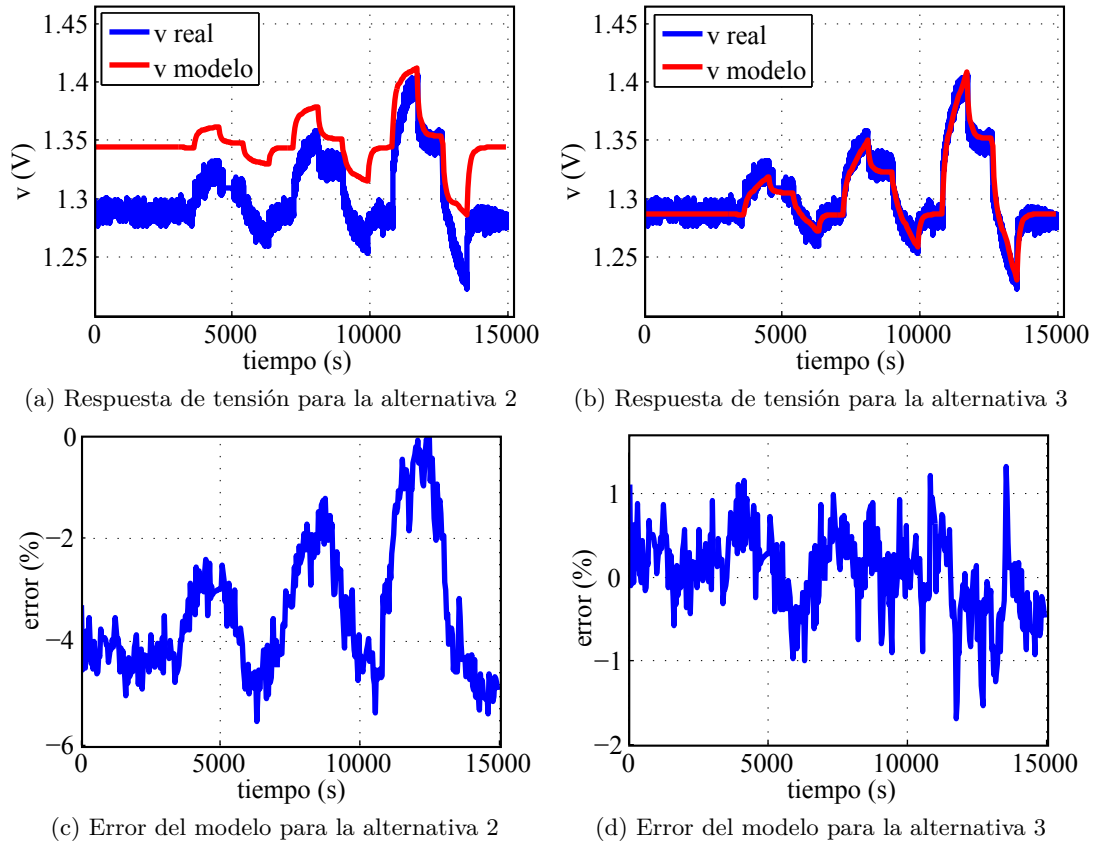 1.45
1.4
1.35
1.3
1.25
v (V)
v real
v modelo
0
5000
10000
15000
tiempo (s)
(a) Respuesta de tensión para la alternativa 2
1.45
1.4
1.35
1.3
1.25
v (V)
v real
v modelo
0
5000
10000
15000
tiempo (s)
(b) Respuesta de tensión para la alternativa 3
0
−2
−4
−6
error (%)
0
5000
10000
15000
tiempo (s)
(c) Error del modelo para la alternativa 2
1
0
−1
−2
error (%)
0
5000
10000
15000
tiempo (s)
(d) Error del modelo para la alternativa 3